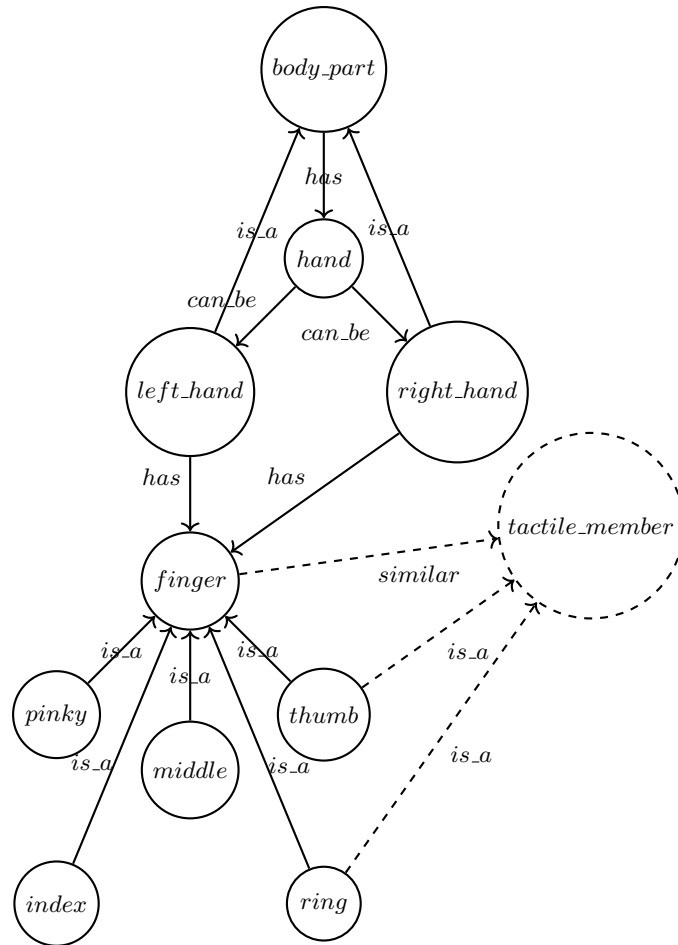 body_part
has
is_a
is_a
hand
can_be
can_be
left_hand
right_hand
has
has
tactile_member
finger
similar
is_a
is_a
is_a
is_a
pinky
thumb
middle
is_a
is_a
is_a
index
ring